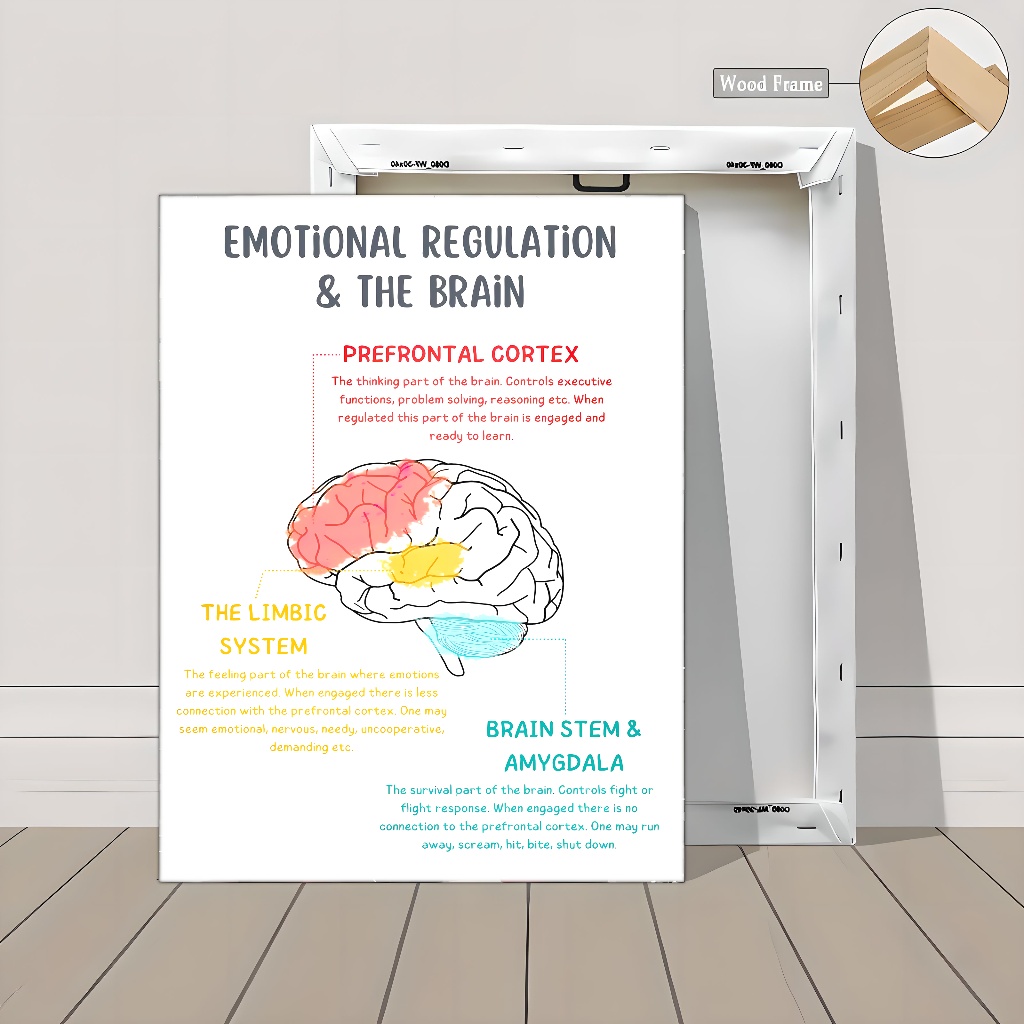 Wood Frame
EMOTiONAL REGULATiON
& THE BRAiN
PREFRONTAL CORTEX
The thinking part of the brain. Controls executive
functions, problem solving, reasoning etc. When
regulated this part of the brain is engaged and
ready to learn.
THE LIMBIC
SYSTEM
The feeling part of the brain where emotions
are experienced. When engaged there is less
connection with the prefrontal cortex. One may
seem emotional, nervous, needy, uncooperative,
demanding etc.
BRAIN STEM &
AMYGDALA
The survival part of the brain. Controls fight or
flight response. When engaged there is no
connection to the prefrontal cortex. One may run
away, scream, hit, bite, shut down.